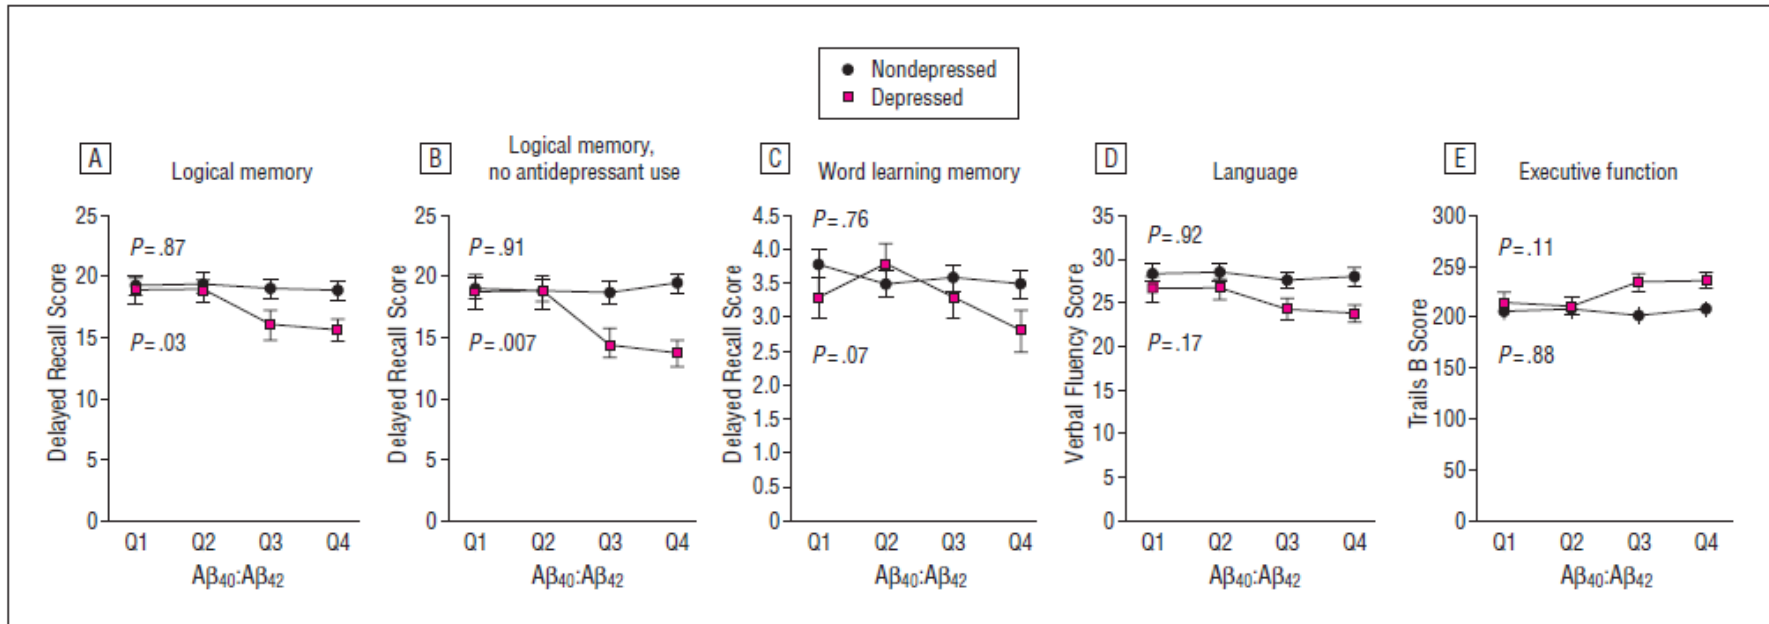 Nondepressed
Depressed
A
Logical memory
25
20
15
10
5
0
P=.87
P=.03
Delayed Recall Score
Q1 Q2 Q3 Q4
Aβ40:Aβ42
B
Logical memory,
no antidepressant use
25
20
15
10
5
0
P=.91
P=.007
Delayed Recall Score
Q1 Q2 Q3 Q4
Aβ40:Aβ42
C
Word learning memory
4.5
4.0
3.5
3.0
2.5
2.0
1.5
1.0
0.5
0
P=.76
P=.07
Delayed Recall Score
Q1 Q2 Q3 Q4
Aβ40:Aβ42
D
Language
35
30
25
20
15
10
5
0
P=.92
P=.17
Verbal Fluency Score
Q1 Q2 Q3 Q4
Aβ40:Aβ42
E
Executive function
300
259
200
150
100
50
0
P=.11
P=.88
Trails B Score
Q1 Q2 Q3 Q4
Aβ40:Aβ42